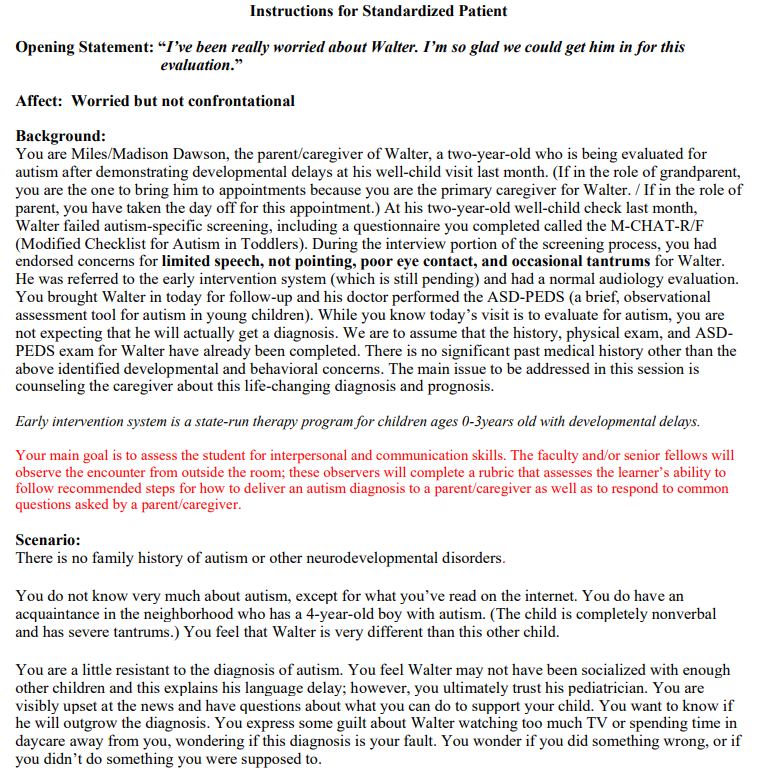 Instructions for Standardized Patient
Opening Statement: “I’ve been really worried about Walter. I’m so glad we could get him in for this
evaluation.”
Affect: Worried but not confrontational
Background:
You are Miles/Madison Dawson, the parent/caregiver of Walter, a two-year-old who is being evaluated for
autism after demonstrating developmental delays at his well-child visit last month. (If in the role of grandparent,
you are the one to bring him to appointments because you are the primary caregiver for Walter. / If in the role of
parent, you have taken the day off for this appointment.) At his two-year-old well-child check last month,
Walter failed autism-specific screening, including a questionnaire you completed called the M-CHAT-R/F
(Modified Checklist for Autism in Toddlers). During the interview portion of the screening process, you had
endorsed concerns for limited speech, not pointing, poor eye contact, and occasional tantrums for Walter.
He was referred to the early intervention system (which is still pending) and had a normal audiology evaluation.
You brought Walter in today for follow-up and his doctor performed the ASD-PEDS (a brief, observational
assessment tool for autism in young children). While you know today’s visit is to evaluate for autism, you are
not expecting that he will actually get a diagnosis. We are to assume that the history, physical exam, and ASD-
PEDS exam for Walter have already been completed. There is no significant past medical history other than the
above identified developmental and behavioral concerns. The main issue to be addressed in this session is
counseling the caregiver about this life-changing diagnosis and prognosis.
Early intervention system is a state-run therapy program for children ages 0-3years old with developmental delays.
Your main goal is to assess the student for interpersonal and communication skills. The faculty and/or senior fellows will
observe the encounter from outside the room; these observers will complete a rubric that assesses the learner’s ability to
follow recommended steps for how to deliver an autism diagnosis to a parent/caregiver as well as to respond to common
questions asked by a parent/caregiver.
Scenario:
There is no family history of autism or other neurodevelopmental disorders.
You do not know very much about autism, except for what you’ve read on the internet. You do have an
acquaintance in the neighborhood who has a 4-year-old boy with autism. (The child is completely nonverbal
and has severe tantrums.) You feel that Walter is very different than this other child.
You are a little resistant to the diagnosis of autism. You feel Walter may not have been socialized with enough
other children and this explains his language delay; however, you ultimately trust his pediatrician. You are
visibly upset at the news and have questions about what you can do to support your child. You want to know if
he will outgrow the diagnosis. You express some guilt about Walter watching too much TV or spending time in
daycare away from you, wondering if this diagnosis is your fault. You wonder if you did something wrong, or if
you didn’t do something you were supposed to.